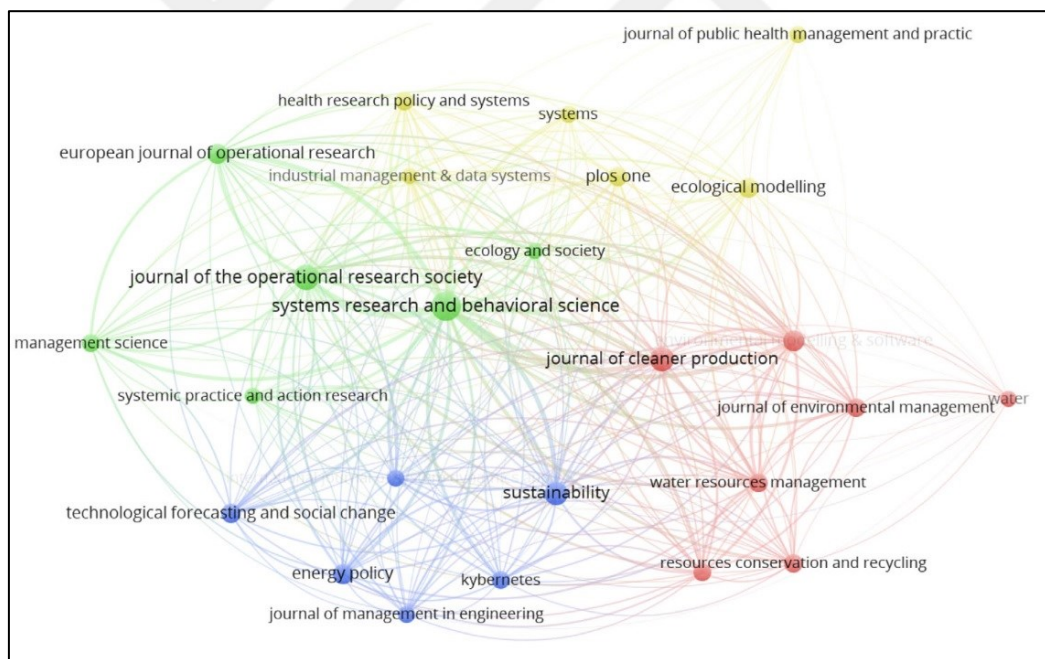 journal of public health management and practic
health research policy and systems
systems
european journal of operational research
industrial management & data systems
plos one
ecological modelling
ecology and society
journal of the operational research society
systems research and behavioral science
management science
environmental modelling & software
journal of cleaner production
systemic practice and action research
journal of environmental management
water
water resources management
sustainability
technological forecasting and social change
resources conservation and recycling
energy policy
kybernetes
journal of management in engineering